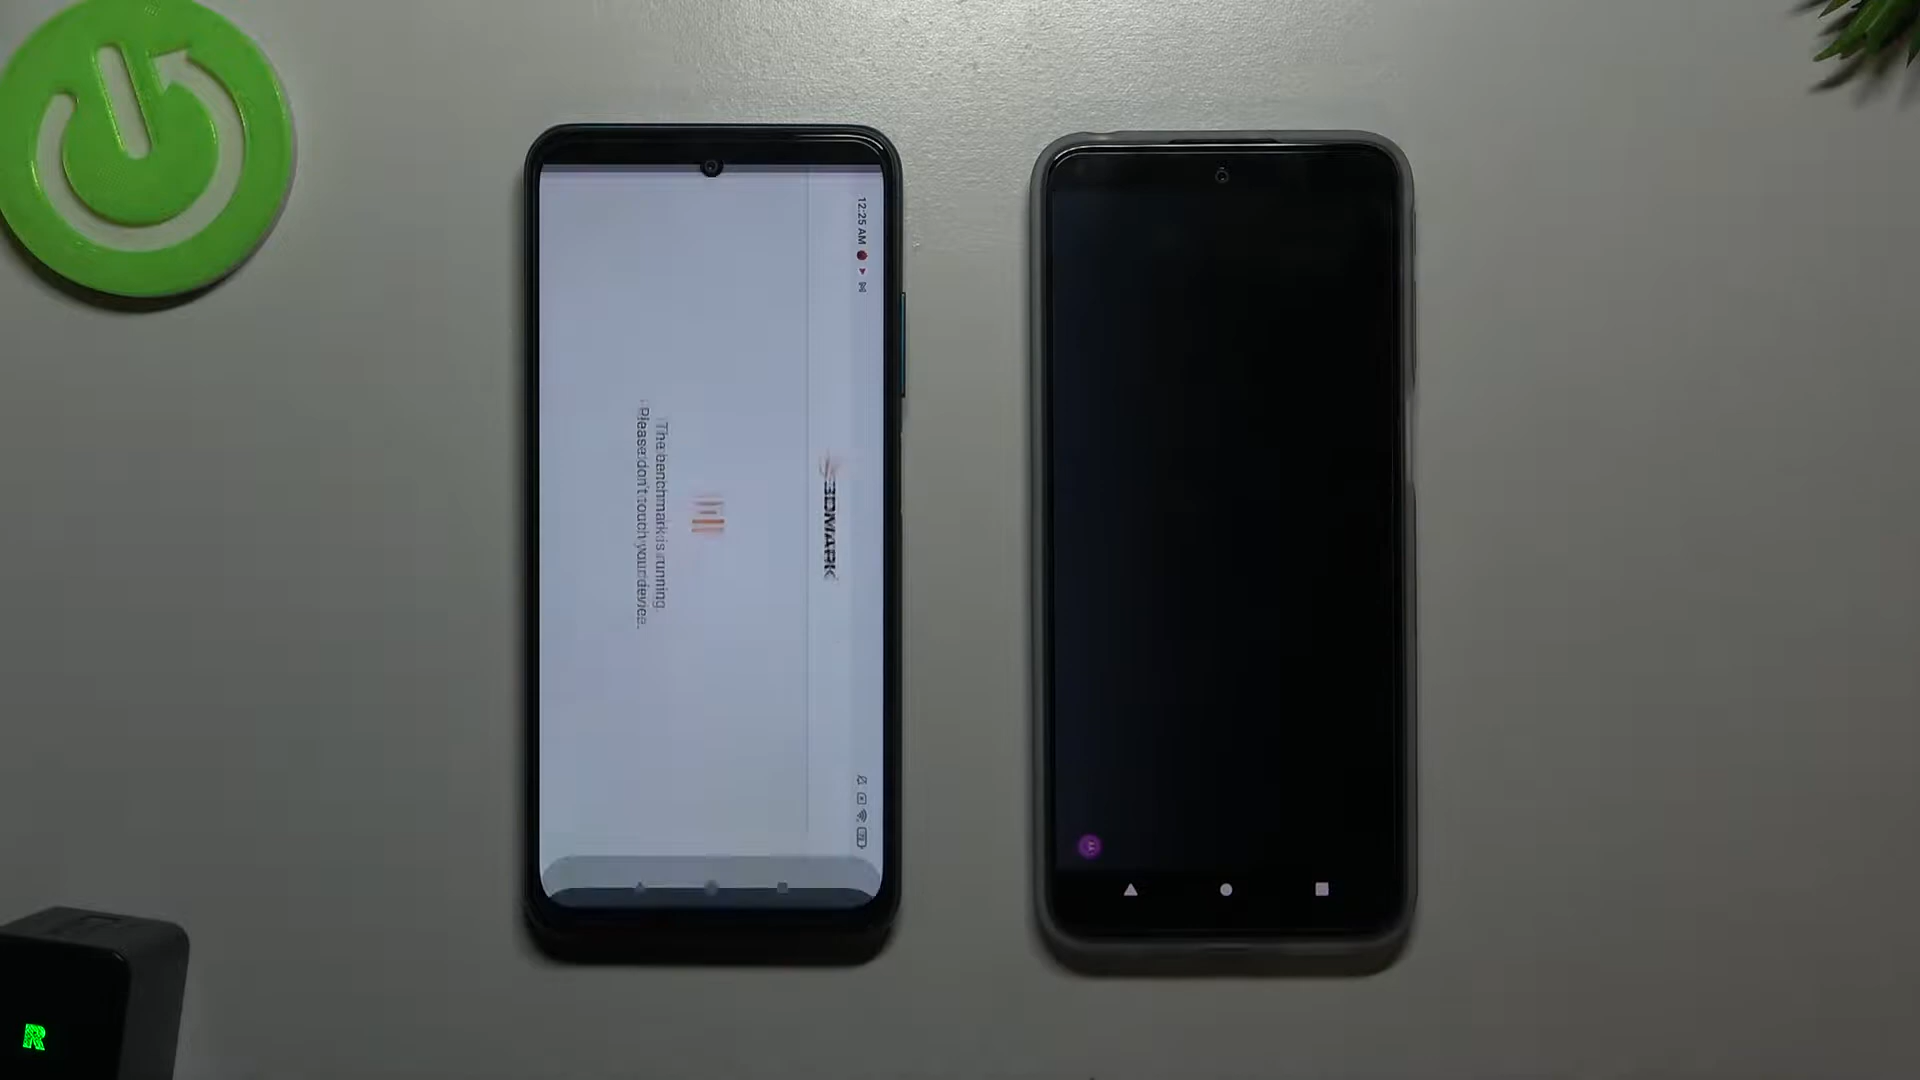 12:25 AM
3DMARK
The benchmark is running.
Please don't touch your device.
R